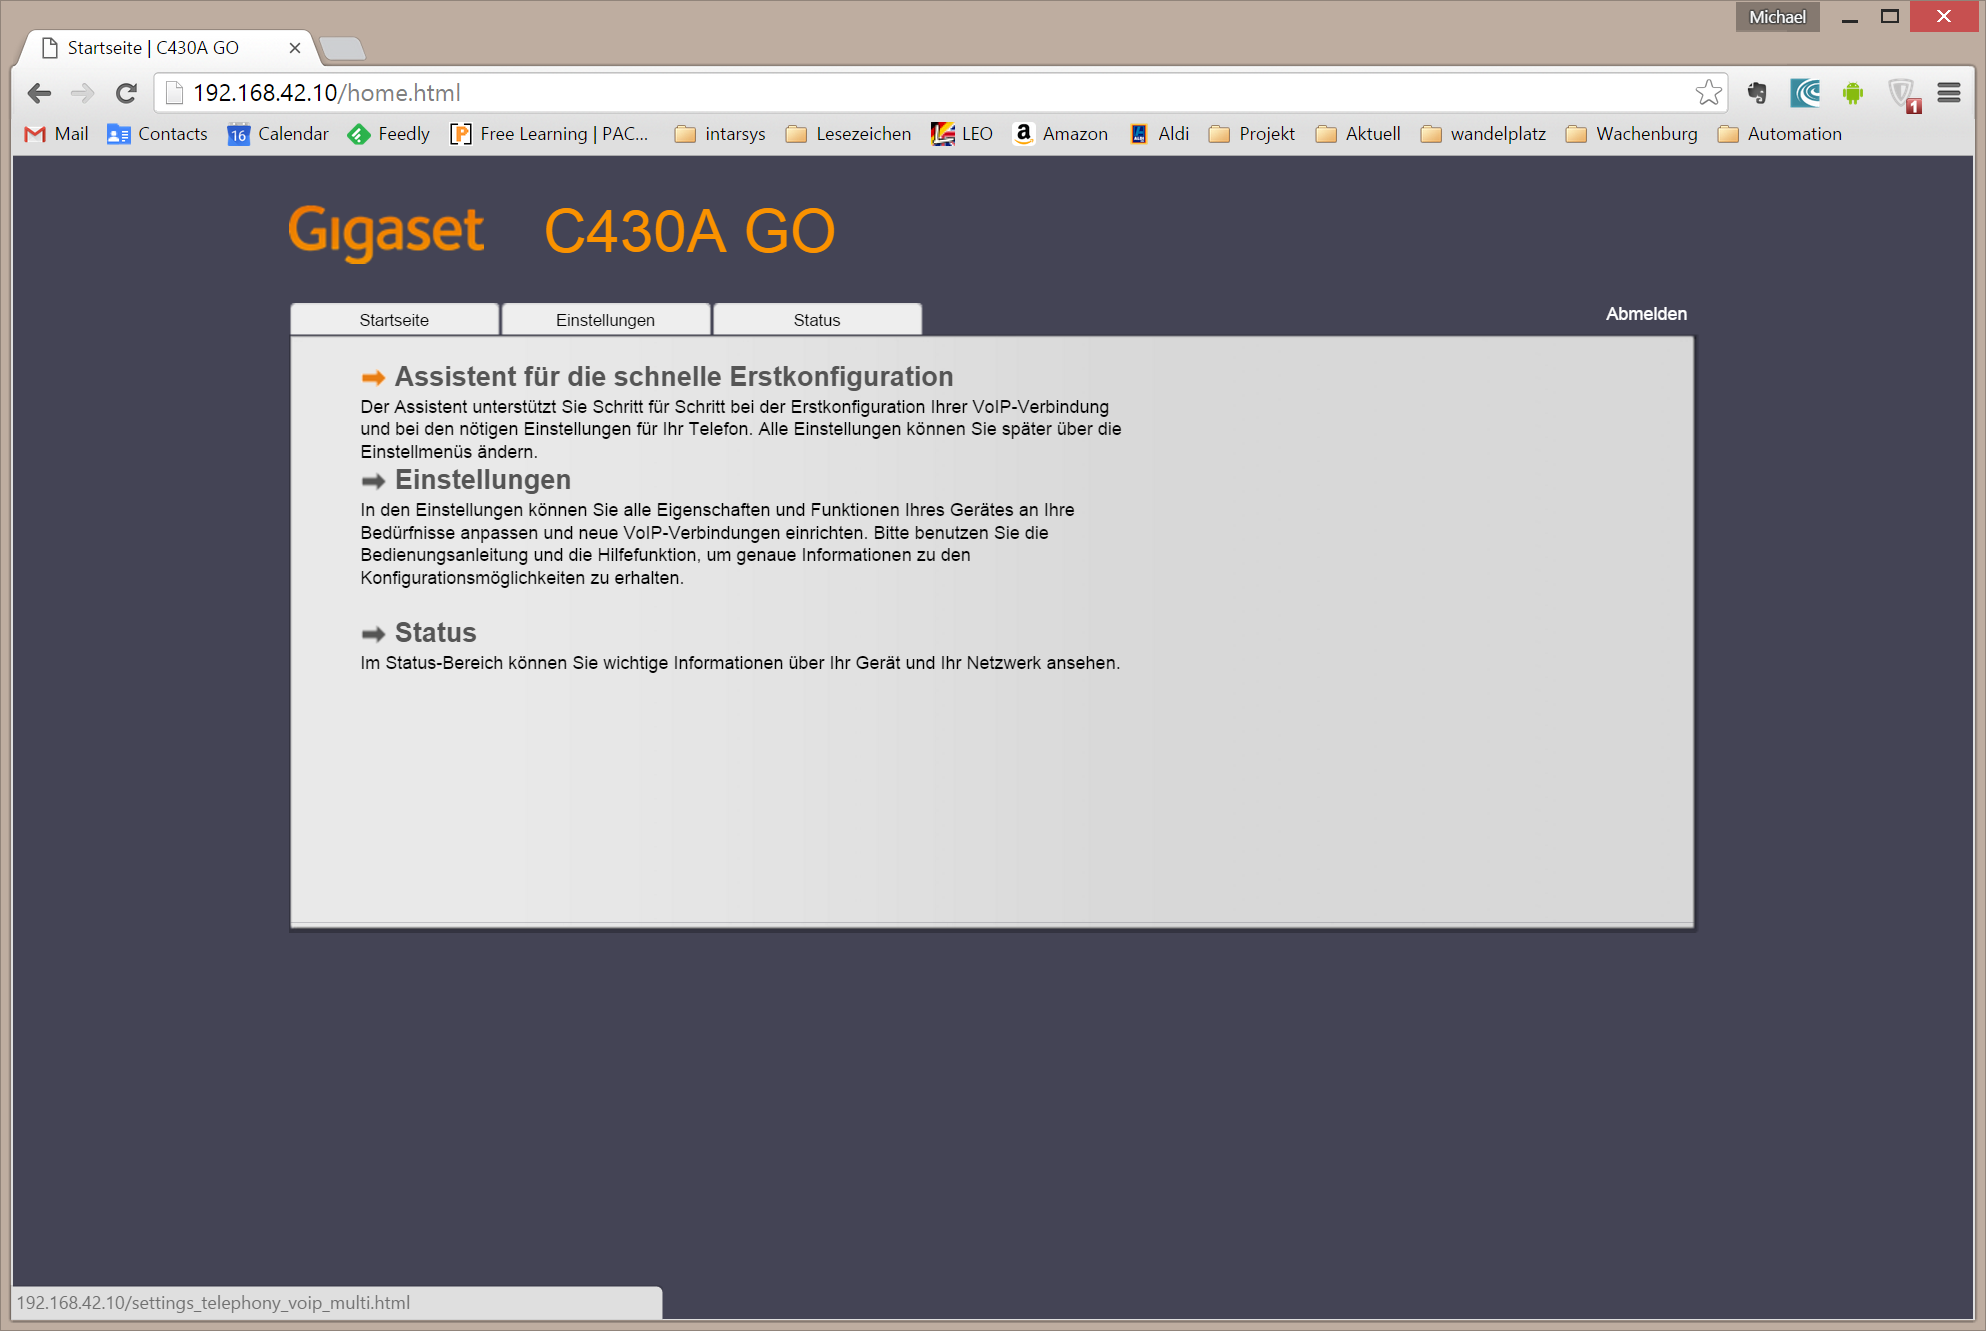 Michael
Startseite | C430A GO
192.168.42.10/home.html
1
Mail
16
Contacts
Calendar
Feedly
Free Learning | PAC...
intarsys
Lesezeichen
LEO
Amazon
Aldi
Projekt
Aktuell
wandelplatz
Wachenburg
Automation
Gigaset C430A GO
Startseite Einstellungen Status Abmelden
Assistent für die schnelle Erstkonfiguration
Der Assistent unterstützt Sie Schritt für Schritt bei der Erstkonfiguration Ihrer VoIP-Verbindung
und bei den nötigen Einstellungen für Ihr Telefon. Alle Einstellungen können Sie später über die
Einstellmenüs ändern.
Einstellungen
In den Einstellungen können Sie alle Eigenschaften und Funktionen Ihres Gerätes an Ihre
Bedürfnisse anpassen und neue VoIP-Verbindungen einrichten. Bitte benutzen Sie die
Bedienungsanleitung und die Hilfefunktion, um genaue Informationen zu den
Konfigurationsmöglichkeiten zu erhalten.
Status
Im Status-Bereich können Sie wichtige Informationen über Ihr Gerät und Ihr Netzwerk ansehen.
192.168.42.10/settings_telephony_voip_multi.html